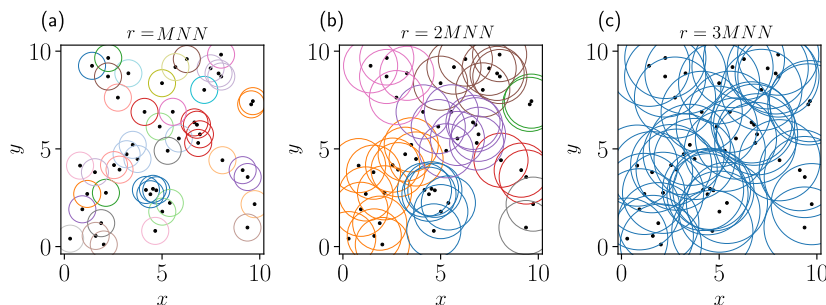 (a) (b) (c)
r = MNN r = 2MNN r = 3MNN
10 10 10
y y y
5 5 5
0 0 0
0 5 10 0 5 10 0 5 10
x x x